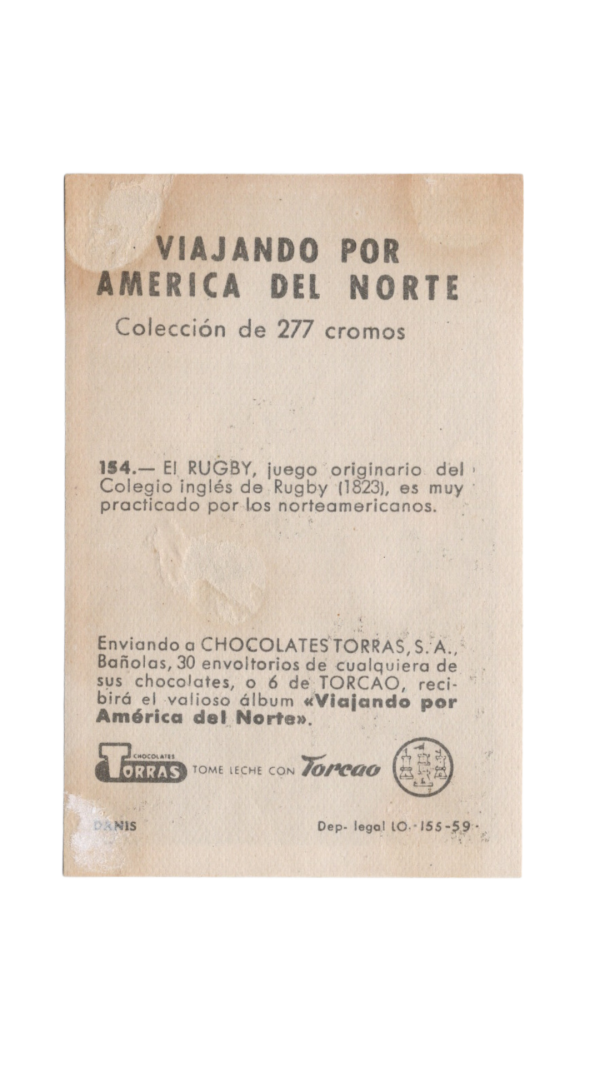 VIAJANDO POR
AMERICA DEL NORTE
Colección de 277 cromos
154.— El RUGBY, juego originario del
Colegio inglés de Rugby (1823), es muy
practicado por los norteamericanos.
Enviando a CHOCOLATES TORRAS, S. A.,
Bañolas, 30 envoltorios de cualquiera de
sus chocolates, o 6 de TORCAO, reci-
birá el valioso álbum «Viajando por
América del Norte».
CHOCOLATES
TORRAS TOME LECHE CON Torcao
Dep- legal LO.-155-59